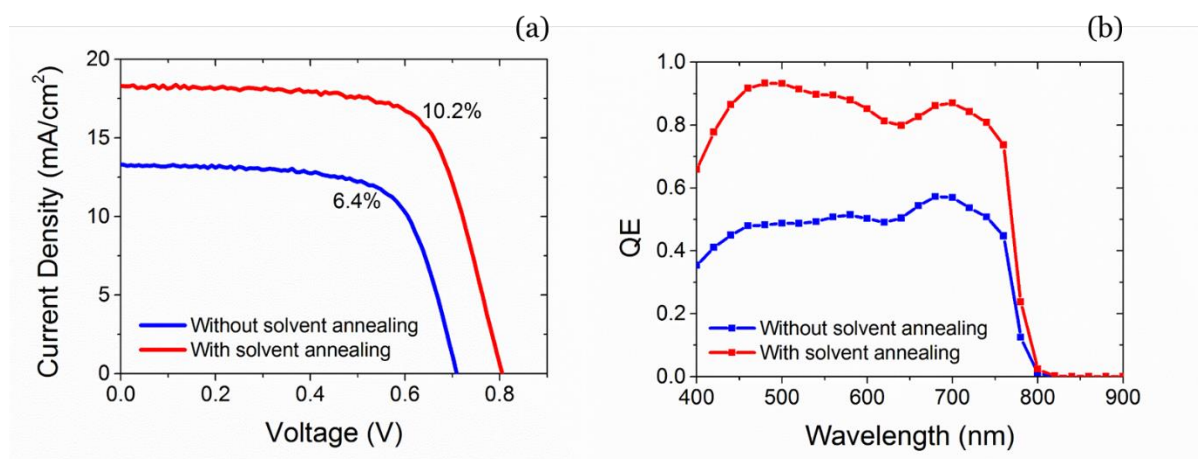 (a)
20
15
10
5
0
0.0 0.2 0.4 0.6 0.8
Current Density (mA/cm²)
Voltage (V)
10.2%
6.4%
Without solvent annealing
With solvent annealing
(b)
1.0
0.8
0.6
0.4
0.2
0.0
400 500 600 700 800 900
QE
Wavelength (nm)
Without solvent annealing
With solvent annealing